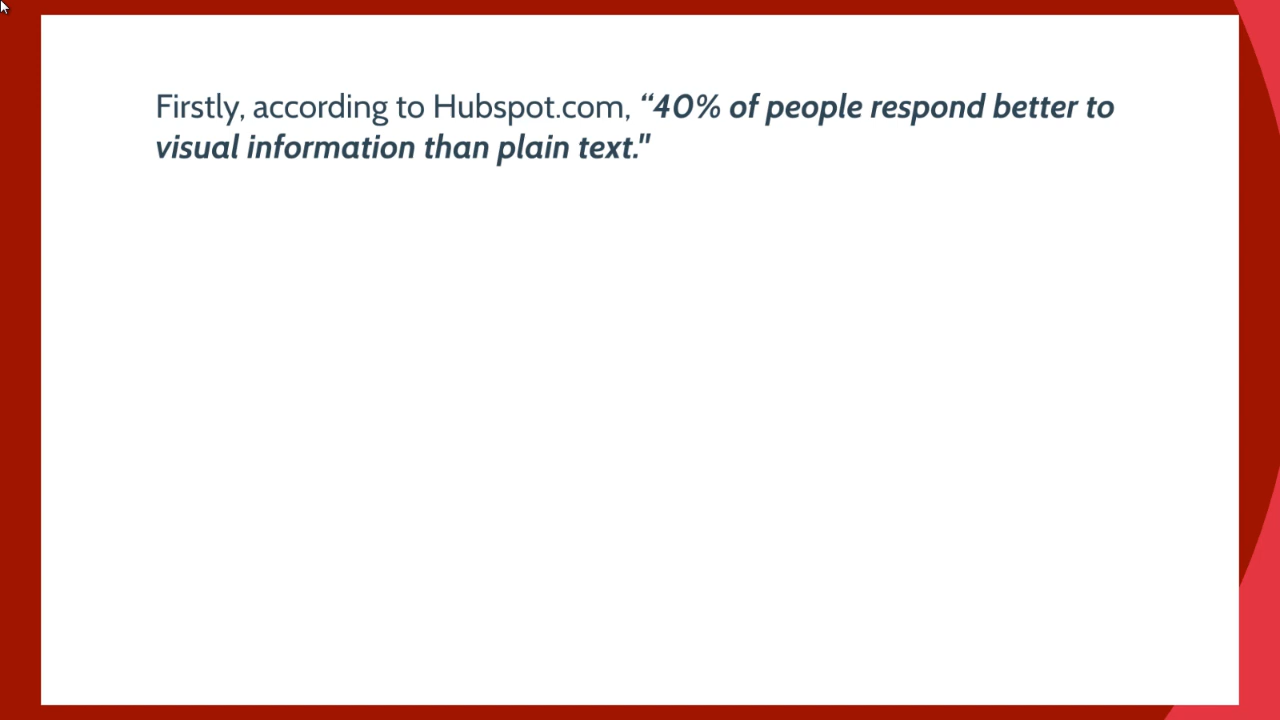 Firstly, according to Hubspot.com, “40% of people respond better to
visual information than plain text."